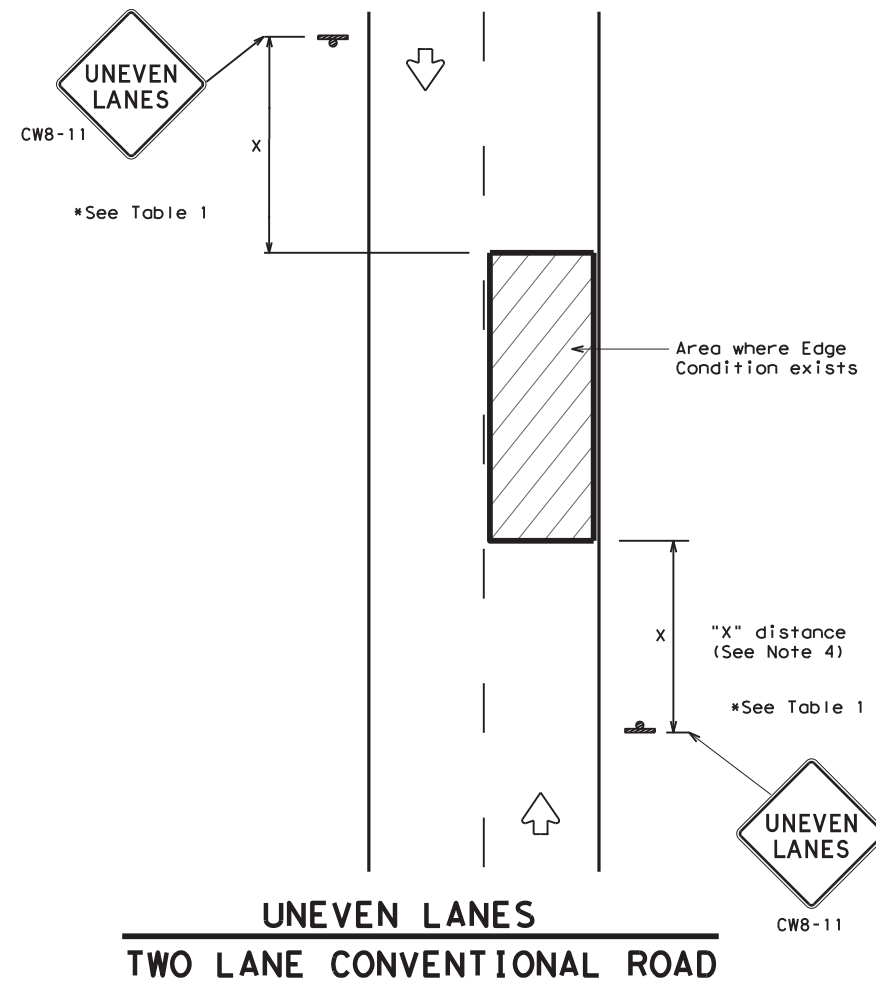 UNEVEN
LANES
CW8-11
X
*See Table 1
Area where Edge
Condition exists
X
"X" distance
(See Note 4)
*See Table 1
UNEVEN
LANES
CW8-11
UNEVEN LANES
TWO LANE CONVENTIONAL ROAD